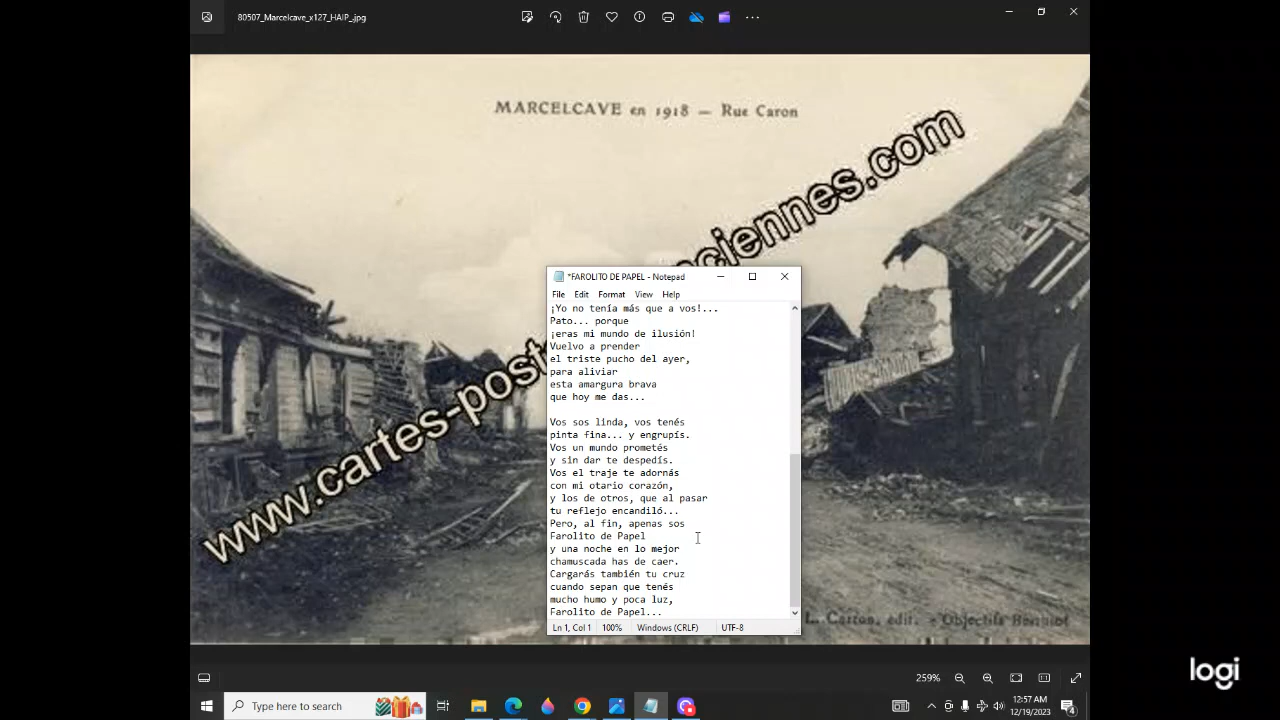 80507_Marcelcave_x127_HAIP_.jpg
MARCELCAVE en 1918 — Rue Caron
www.cartes-post
ciennes.com
*FAROLITO DE PAPEL - Notepad
File Edit Format View Help
¡Yo no tenía más que a vos!...
Pato... porque
¡eras mi mundo de ilusión!
Vuelvo a prender
el triste pucho del ayer,
para aliviar
esta amargura brava
que hoy me das...
Vos sos linda, vos tenés
pinta fina... y engrupís.
Vos un mundo prometés
y sin dar te despedís.
Vos el traje te adornás
con mi otario corazón,
y los de otros, que al pasar
tu reflejo encandiló...
Pero, al fin, apenas sos
Farolito de Papel
y una noche en lo mejor
chamuscada has de caer.
Cargarás también tu cruz
cuando sepan que tenés
mucho humo y poca luz,
Farolito de Papel...
Ln 1, Col 1 100% Windows (CRLF) UTF-8
L. Caron, edit. - Objectifs
259%
Type here to search
12:57 AM
12/19/2023
4
logi